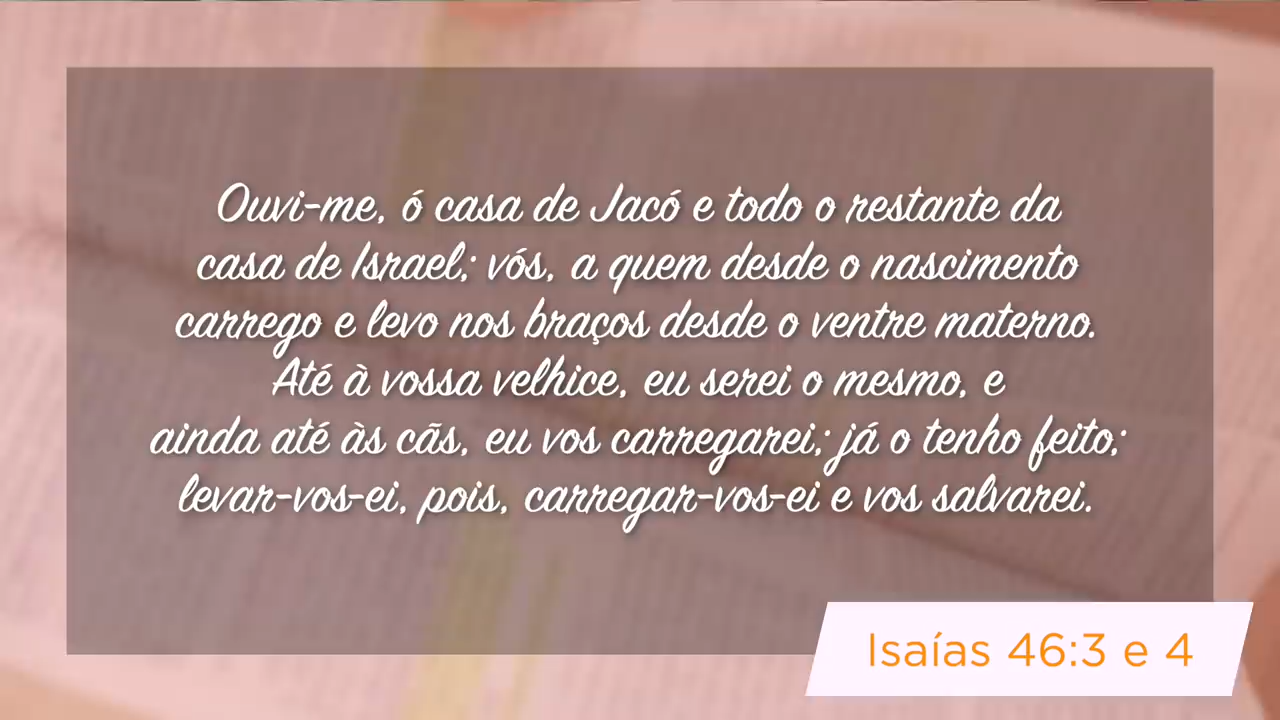 Ouvi-me, ó casa de Jacó e todo o restante da
casa de Israel; vós, a quem desde o nascimento
carrego e levo nos braços desde o ventre materno.
Até à vossa velhice, eu serei o mesmo, e
ainda até às cãs, eu vos carregarei; já o tenho feito;
levar-vos-ei, pois, carregar-vos-ei e vos salvarei.
Isaías 46:3 e 4